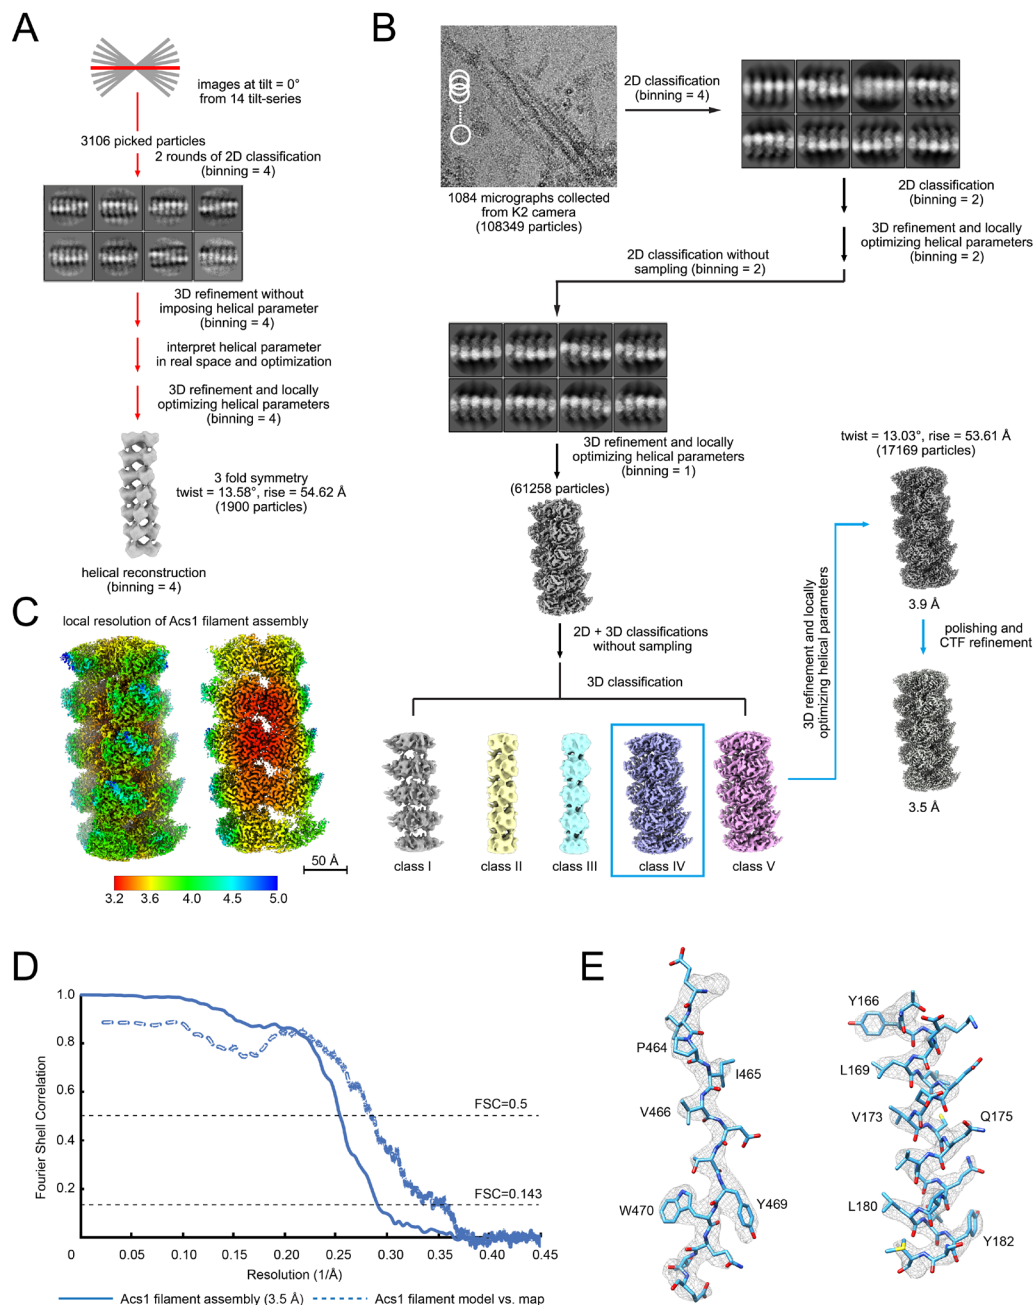 A
images at tilt = 0°
from 14 tilt-series
3106 picked particles
2 rounds of 2D classification
(binning = 4)
3D refinement without
imposing helical parameter
(binning = 4)
interpret helical parameter
in real space and optimization
3D refinement and locally
optimizing helical parameters
(binning = 4)
3 fold symmetry
twist = 13.58°, rise = 54.62 Å
(1900 particles)
helical reconstruction
(binning = 4)
B
2D classification
(binning = 4)
1084 micrographs collected
from K2 camera
(108349 particles)
2D classification
(binning = 2)
3D refinement and locally
optimizing helical parameters
(binning = 2)
2D classification without
sampling (binning = 2)
3D refinement and locally
optimizing helical parameters
(binning = 1)
(61258 particles)
2D + 3D classifications
without sampling
3D classification
class I
class II
class III
class IV
class V
3D refinement and locally
optimizing helical parameters
twist = 13.03°, rise = 53.61 Å
(17169 particles)
3.9 Å
polishing and
CTF refinement
3.5 Å
C
local resolution of Acs1 filament assembly
50 Å
3.2 3.6 4.0 4.5 5.0
D
Fourier Shell Correlation
1.0
0.8
0.6
0.4
0.2
FSC=0.5
FSC=0.143
0 0.05 0.10 0.15 0.20 0.25 0.30 0.35 0.40 0.45
Resolution (1/Å)
Acs1 filament assembly (3.5 Å)
Acs1 filament model vs. map
E
P464
I465
V466
W470
Y469
Y166
L169
V173
Q175
L180
Y182